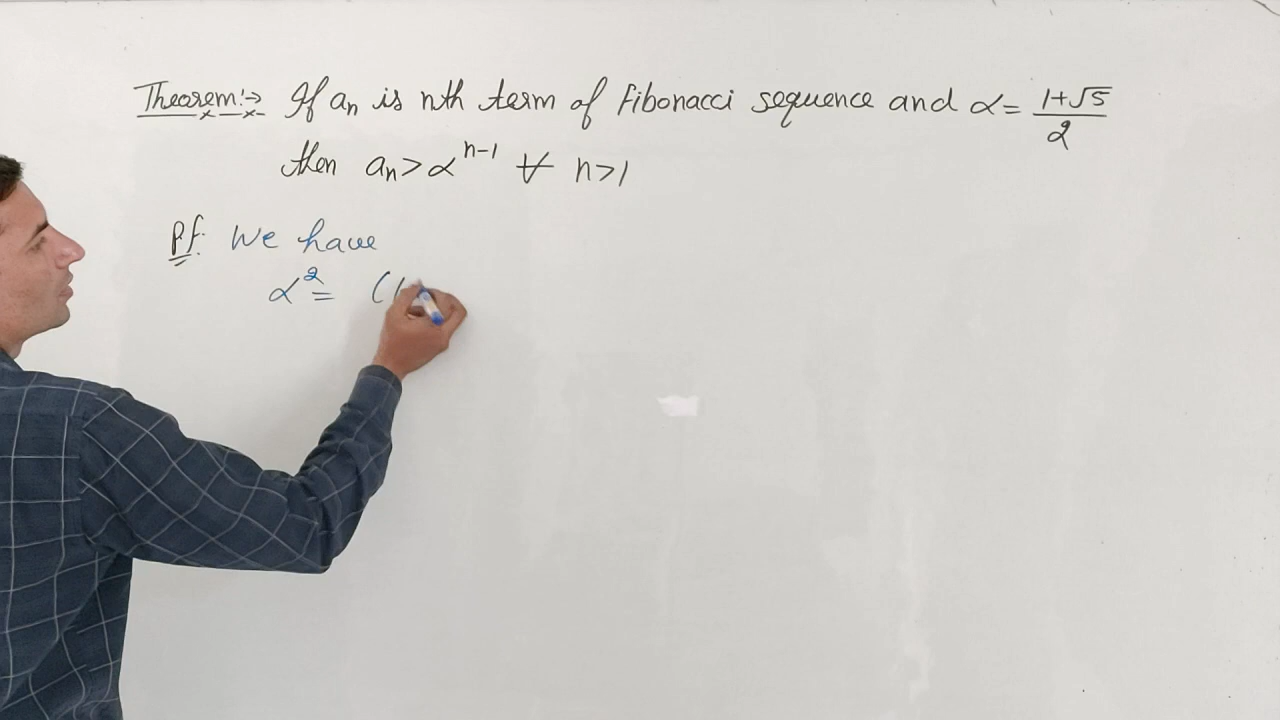 Theorem:→ If aₙ is nth term of Fibonacci sequence and α = (1+√5)/2
then aₙ > αⁿ⁻¹ ∀ n>1
Pf: We have
α² = (1